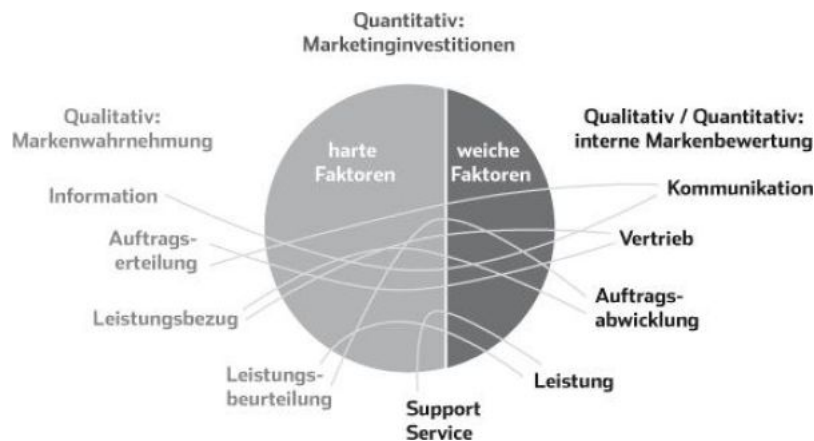 Quantitativ:
Marketinginvestitionen
Qualitativ:
Markenwahrnehmung
Qualitativ / Quantitativ:
interne Markenbewertung
harte
Faktoren
weiche
Faktoren
Information
Kommunikation
Auftrags-
erteilung
Vertrieb
Leistungsbezug
Auftrags-
abwicklung
Leistungs-
beurteilung
Leistung
Support
Service